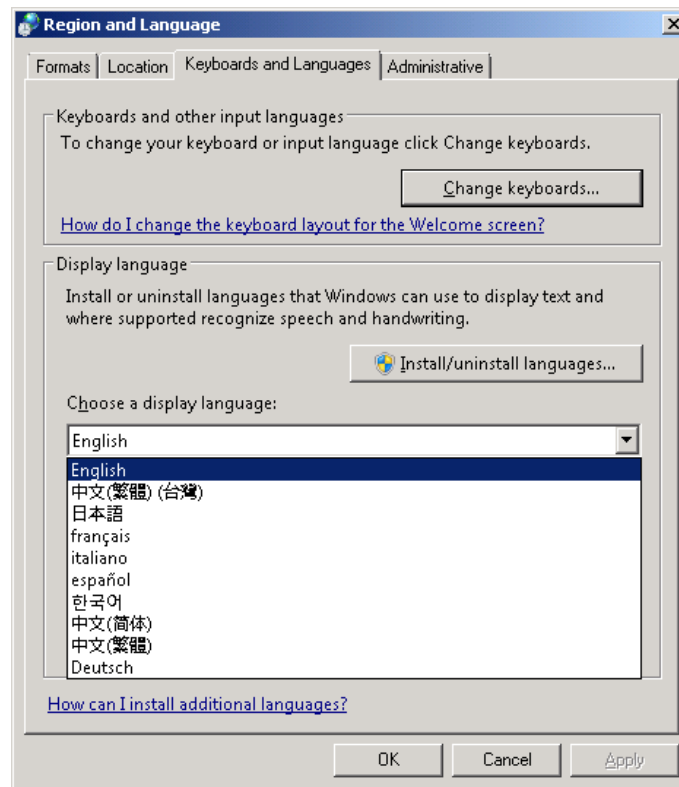 Region and Language
Formats Location Keyboards and Languages Administrative
Keyboards and other input languages
To change your keyboard or input language click Change keyboards.
Change keyboards...
How do I change the keyboard layout for the Welcome screen?
Display language
Install or uninstall languages that Windows can use to display text and
where supported recognize speech and handwriting.
Install/uninstall languages...
Choose a display language:
English
English
中文(繁體) (台灣)
日本語
français
italiano
español
한국어
中文(简体)
中文(繁體)
Deutsch
How can I install additional languages?
OK Cancel Apply